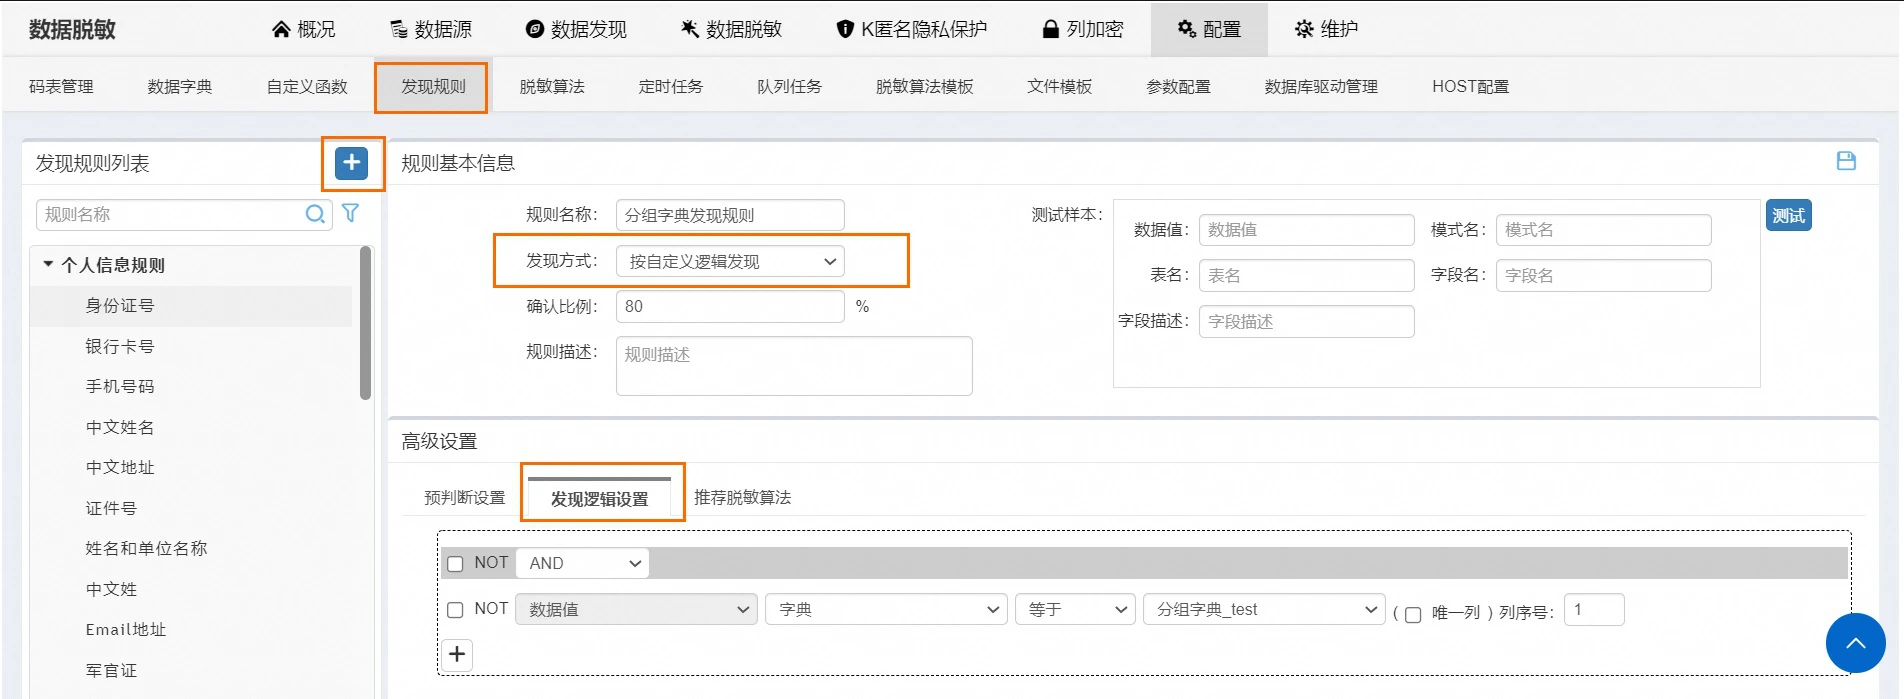 数据脱敏 概况 数据源 数据发现 数据脱敏 K匿名隐私保护 列加密 配置 维护
码表管理 数据字典 自定义函数 发现规则 脱敏算法 定时任务 队列任务 脱敏算法模板 文件模板 参数配置 数据库驱动管理 HOST配置
发现规则列表
规则名称
个人信息规则
身份证号
银行卡号
手机号码
中文姓名
中文地址
证件号
姓名和单位名称
中文姓
Email地址
军官证
规则基本信息
规则名称: 分组字典发现规则
发现方式: 按自定义逻辑发现
确认比例: 80 %
规则描述: 规则描述
测试样本:
数据值: 数据值 模式名: 模式名
表名: 表名 字段名: 字段名
字段描述: 字段描述
测试
高级设置
预判断设置 发现逻辑设置 推荐脱敏算法
NOT AND
NOT 数据值 字典 等于 分组字典_test ( 唯一列 ) 列序号: 1